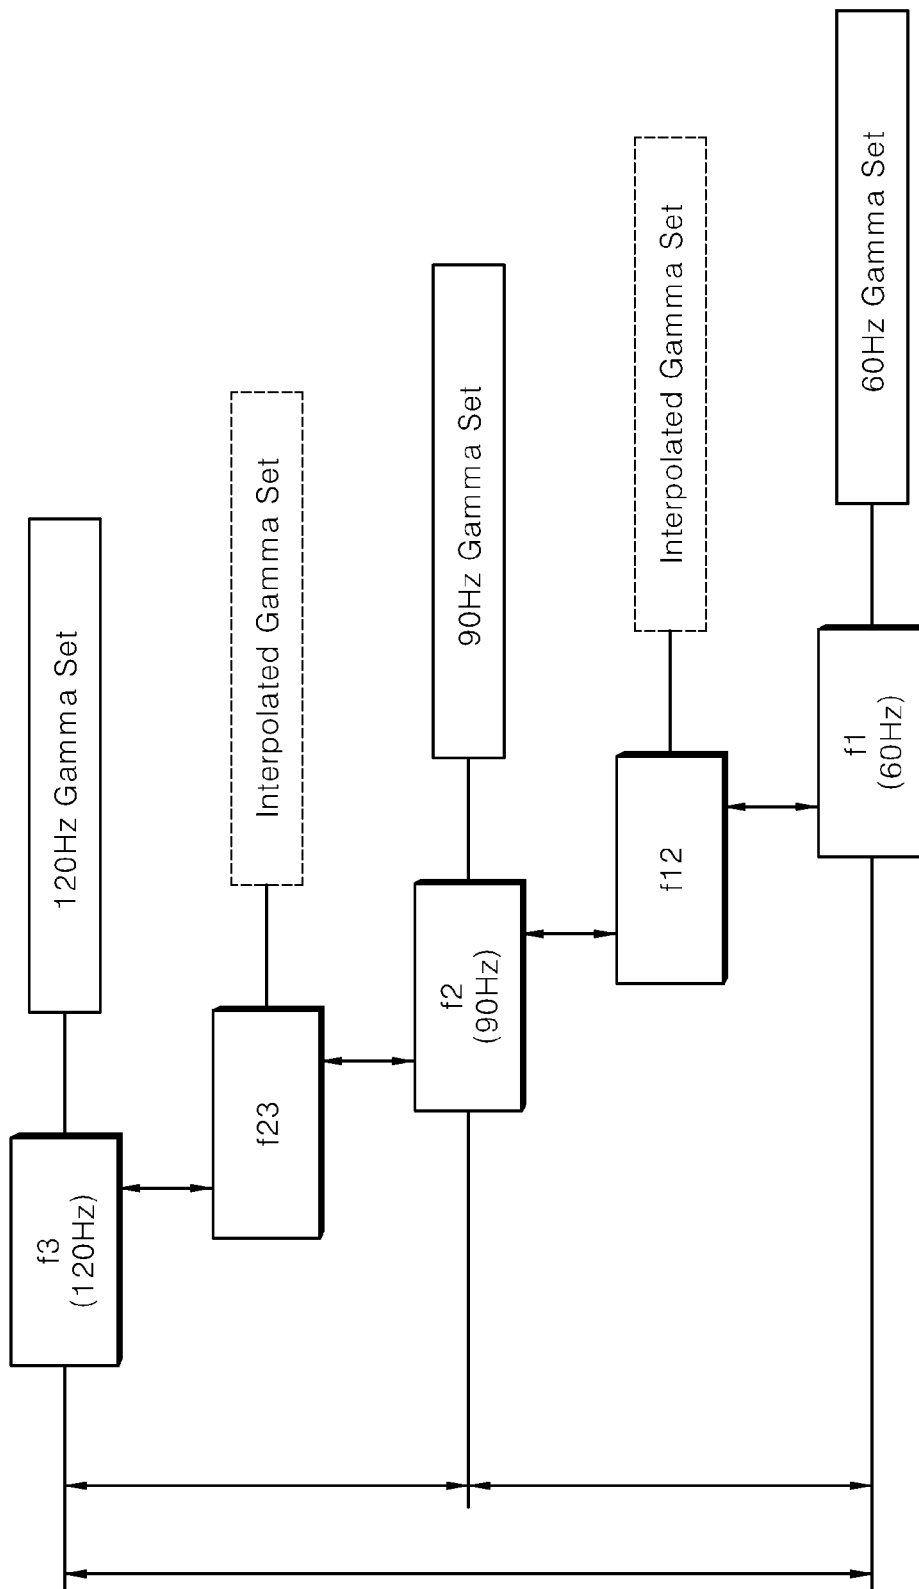 f3
(120Hz)
120Hz Gamma Set
f23
Interpolated Gamma Set
f2
(90Hz)
90Hz Gamma Set
f12
Interpolated Gamma Set
f1
(60Hz)
60Hz Gamma Set